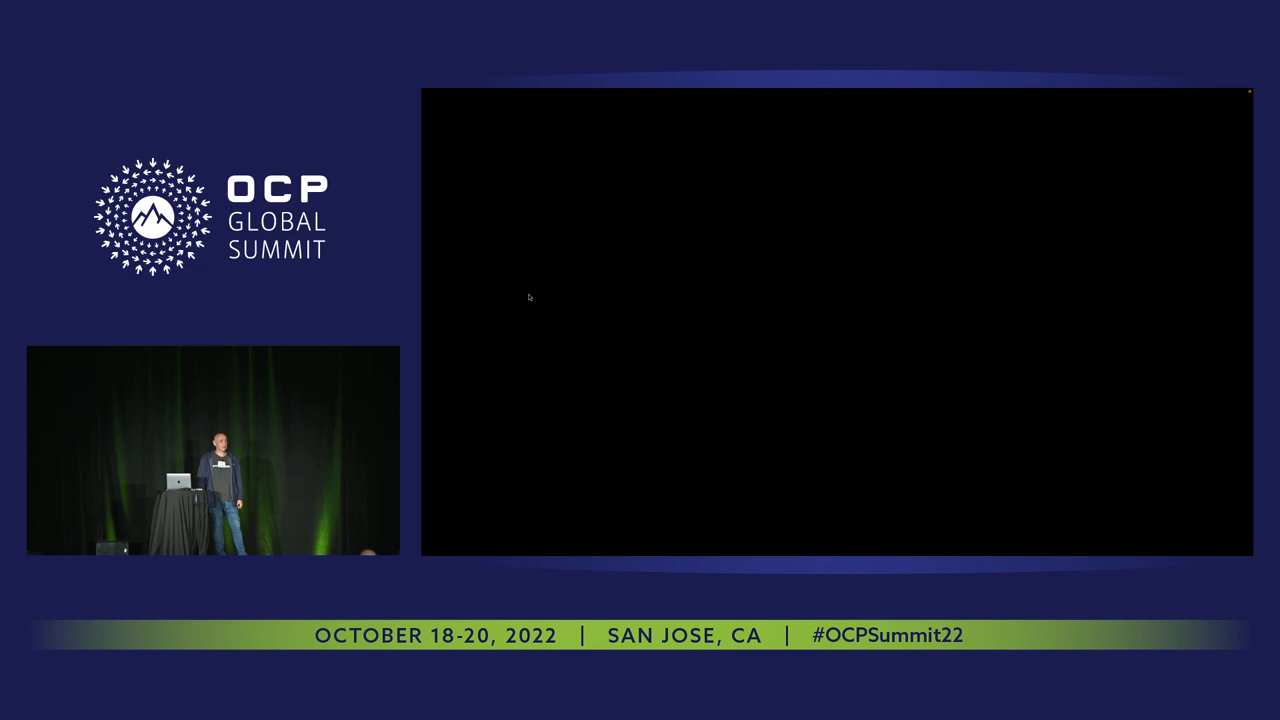 OCP
GLOBAL
SUMMIT
OCTOBER 18-20, 2022 | SAN JOSE, CA | #OCPSummit22